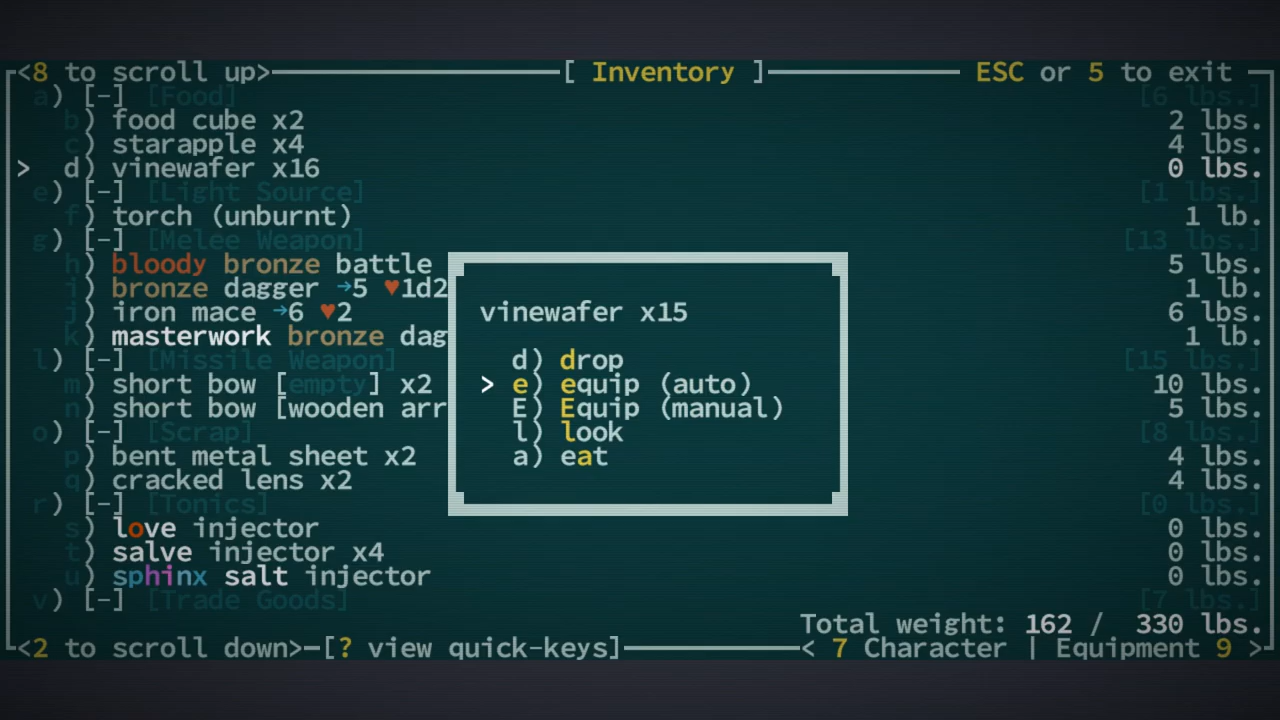 <8 to scroll up> [ Inventory ] ESC or 5 to exit
a) [-] [Food] [6 lbs.]
b) food cube x2 2 lbs.
c) starapple x4 4 lbs.
> d) vinewafer x16 0 lbs.
e) [-] [Light Source] [1 lbs.]
f) torch (unburnt) 1 lb.
g) [-] [Melee Weapon] [13 lbs.]
h) bloody bronze battle 5 lbs.
i) bronze dagger →5 ♥1d2 1 lb.
j) iron mace →6 ♥2 6 lbs.
k) masterwork bronze dag 1 lb.
l) [-] [Missile Weapon] [15 lbs.]
m) short bow [empty] x2 10 lbs.
n) short bow [wooden arr 5 lbs.
o) [-] [Scrap] [8 lbs.]
p) bent metal sheet x2 4 lbs.
q) cracked lens x2 4 lbs.
r) [-] [Tonics] [0 lbs.]
s) love injector 0 lbs.
t) salve injector x4 0 lbs.
u) sphinx salt injector 0 lbs.
v) [-] [Trade Goods] [7 lbs.]
Total weight: 162 / 330 lbs.
<2 to scroll down> [? view quick-keys] < 7 Character | Equipment 9 >
vinewafer x15
d) drop
> e) equip (auto)
E) Equip (manual)
l) look
a) eat